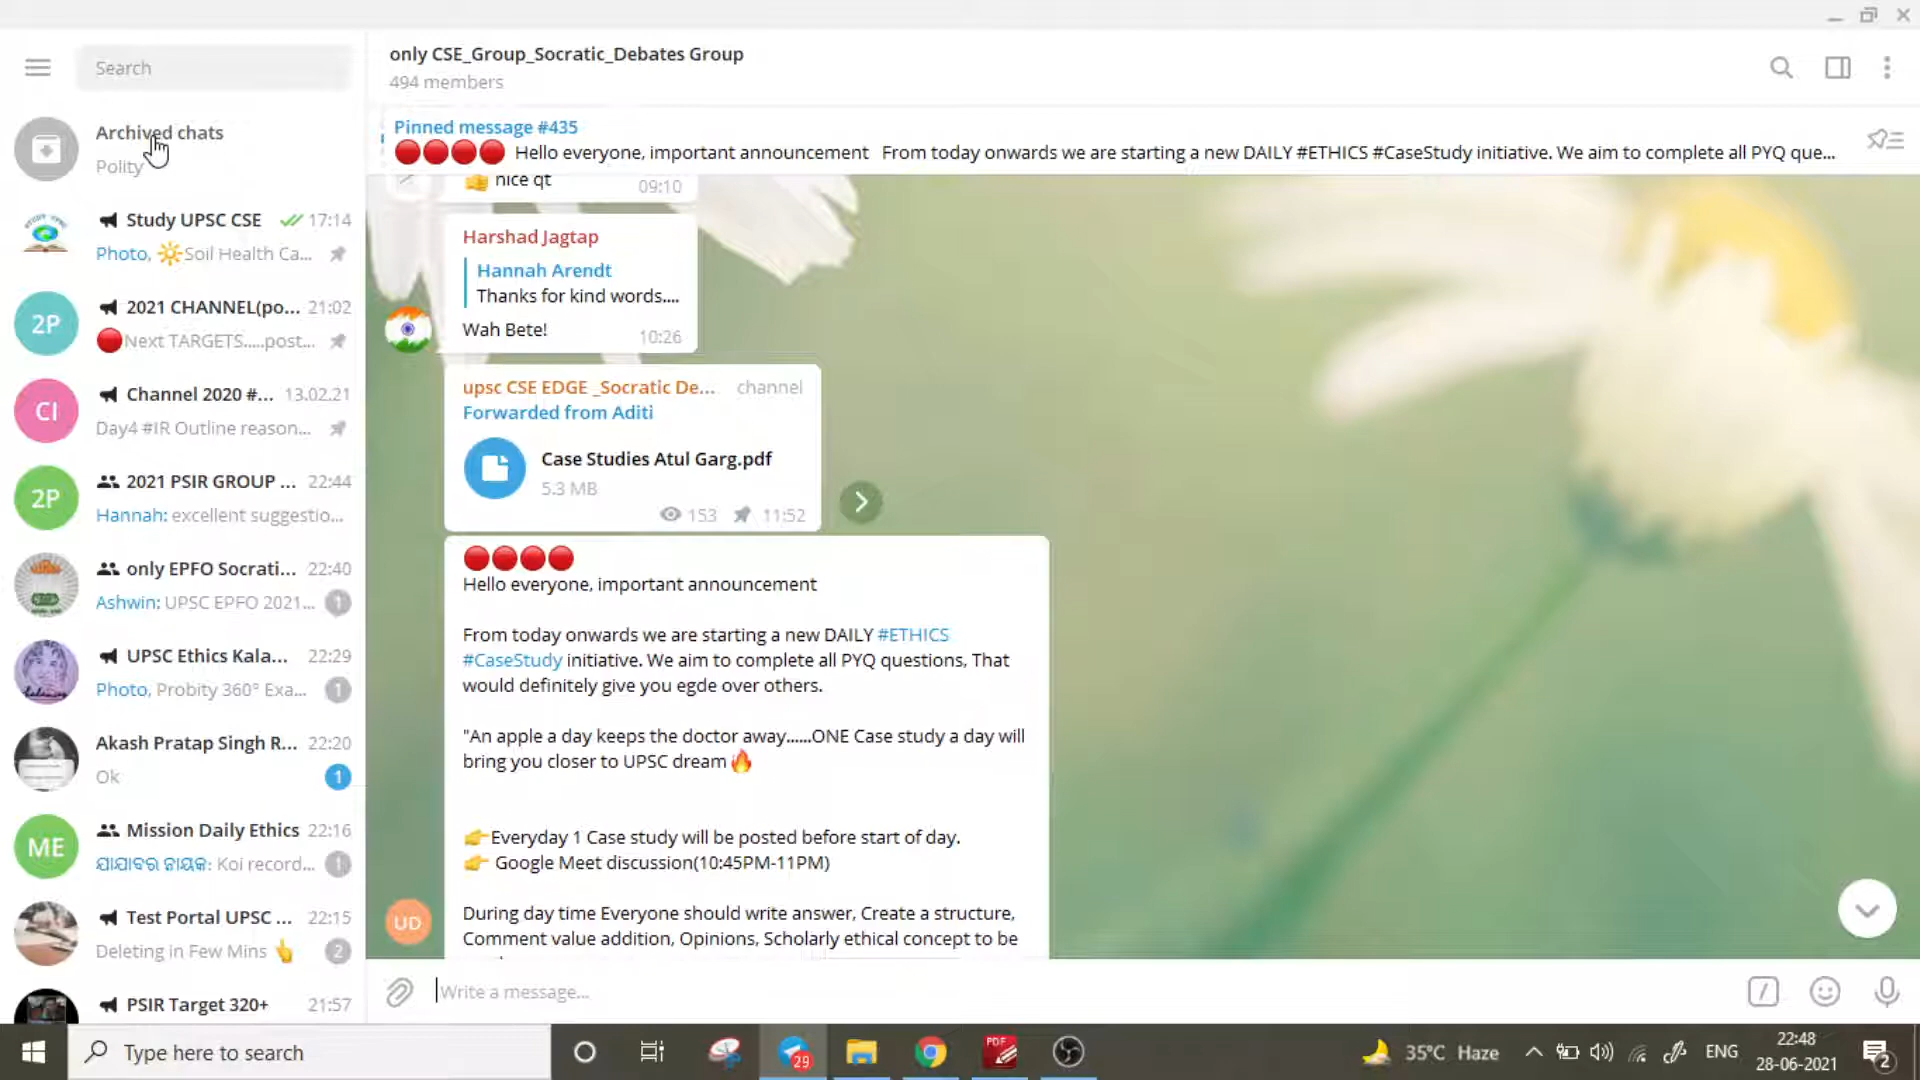 Search
Archived chats
Polity
Study UPSC CSE 17:14
Photo, Soil Health Ca...
2P
2021 CHANNEL(po... 21:02
Next TARGETS.....post...
CI
Channel 2020 #... 13.02.21
Day4 #IR Outline reason...
2P
2021 PSIR GROUP ... 22:44
Hannah: excellent suggestio...
only EPFO Socrati... 22:40
Ashwin: UPSC EPFO 2021... 1
UPSC Ethics Kala... 22:29
Photo, Probity 360° Exa... 1
Akash Pratap Singh R... 22:20
Ok 1
ME
Mission Daily Ethics 22:16
ଯାଯାବର ନାୟକ: Koi record... 1
Test Portal UPSC ... 22:15
Deleting in Few Mins 👆 2
PSIR Target 320+ 21:57
only CSE_Group_Socratic_Debates Group
494 members
Pinned message #435
🔴🔴🔴🔴 Hello everyone, important announcement From today onwards we are starting a new DAILY #ETHICS #CaseStudy initiative. We aim to complete all PYQ que...
👍 nice qt 09:10
Harshad Jagtap
Hannah Arendt
Thanks for kind words....
Wah Bete! 10:26
upsc CSE EDGE _Socratic De... channel
Forwarded from Aditi
Case Studies Atul Garg.pdf
5.3 MB
153 11:52
🔴🔴🔴🔴
Hello everyone, important announcement
From today onwards we are starting a new DAILY #ETHICS
#CaseStudy initiative. We aim to complete all PYQ questions, That
would definitely give you egde over others.
"An apple a day keeps the doctor away......ONE Case study a day will
bring you closer to UPSC dream 🔥
👉Everyday 1 Case study will be posted before start of day.
👉 Google Meet discussion(10:45PM-11PM)
During day time Everyone should write answer, Create a structure,
Comment value addition, Opinions, Scholarly ethical concept to be
UD
Write a message...
Type here to search
29
PDF
35°C Haze
ENG
22:48
28-06-2021
2